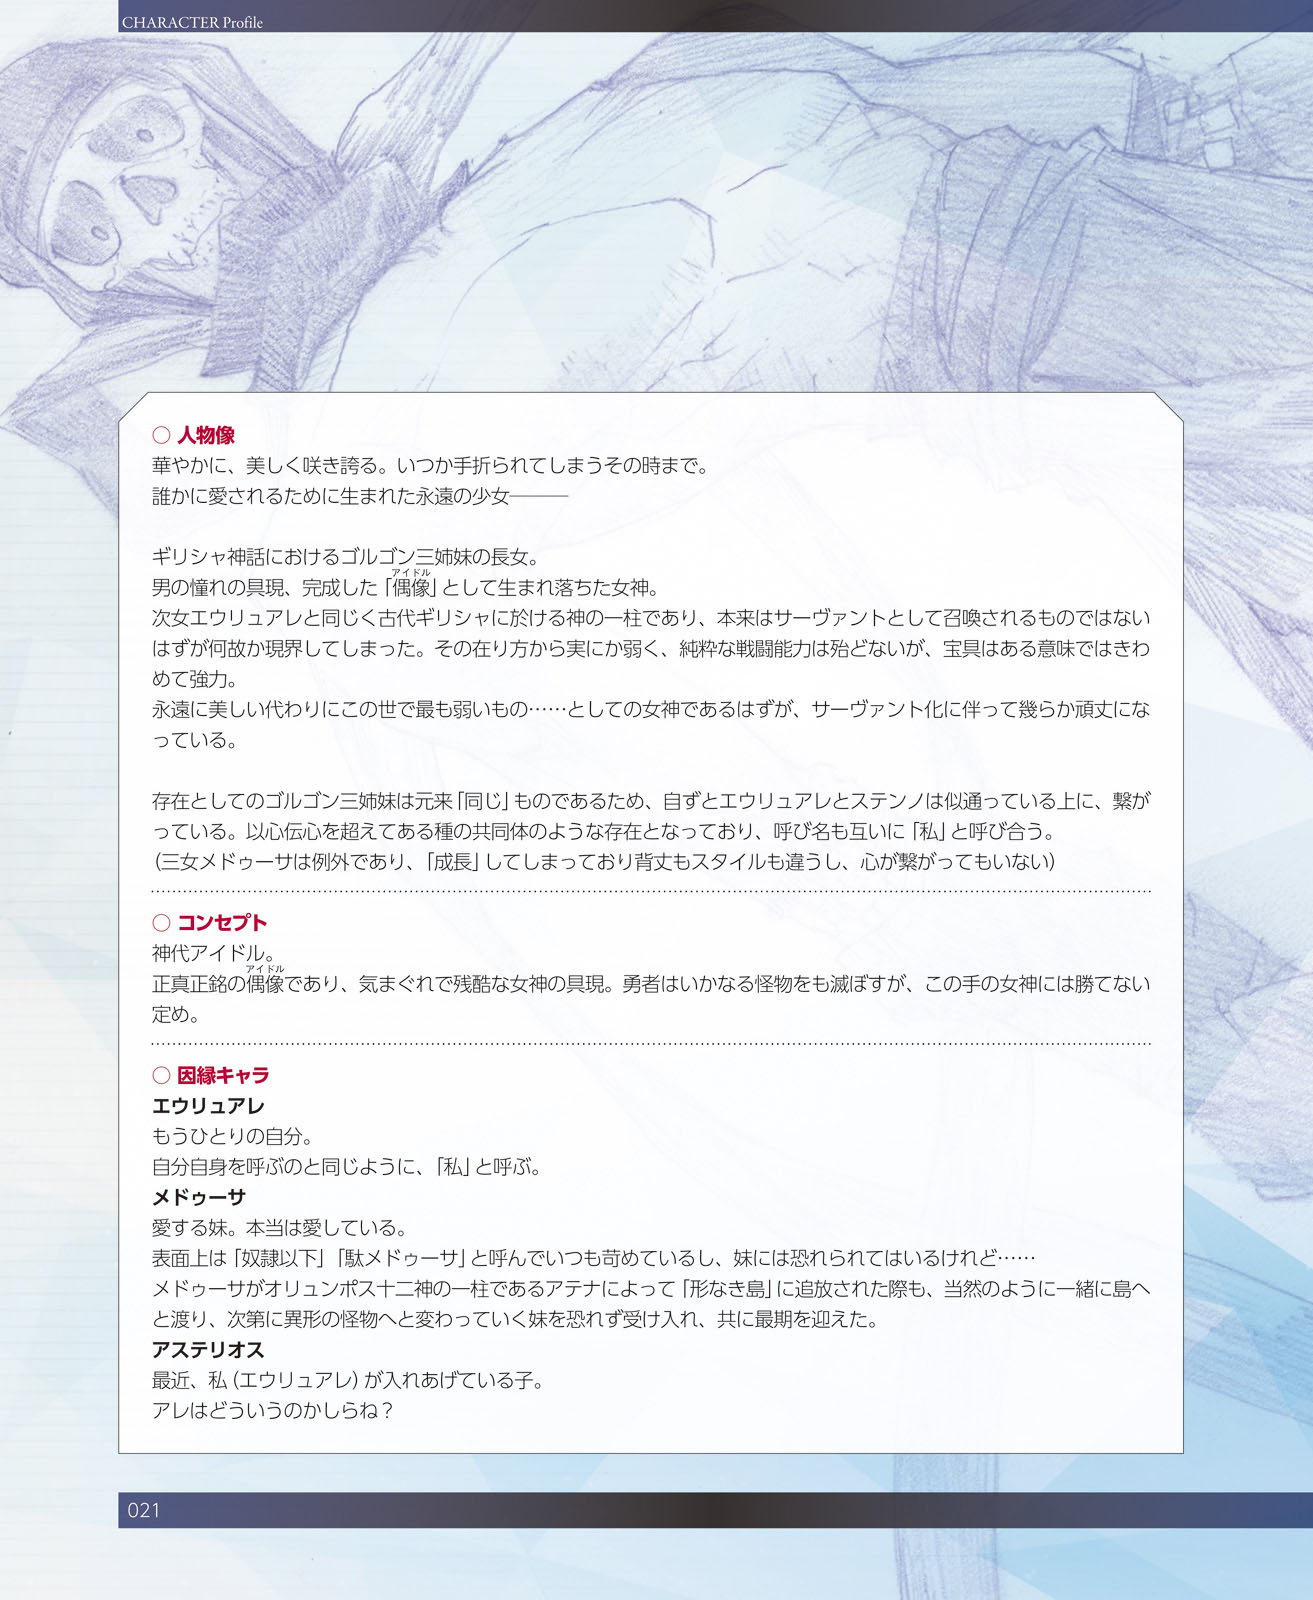 CHARACTER Profile
○ 人物像
華やかに、美しく咲き誇る。いつか手折られてしまうその時まで。
誰かに愛されるために生まれた永遠の少女―――
ギリシャ神話におけるゴルゴン三姉妹の長女。
アイドル
男の憧れの具現、完成した「偶像」として生まれ落ちた女神。
次女エウリュアレと同じく古代ギリシャに於ける神の一柱であり、本来はサーヴァントとして召喚されるものではない
はずが何故か現界してしまった。その在り方から実にか弱く、純粋な戦闘能力は殆どないが、宝具はある意味ではきわ
めて強力。
永遠に美しい代わりにこの世で最も弱いもの……としての女神であるはずが、サーヴァント化に伴って幾らか頑丈にな
っている。
存在としてのゴルゴン三姉妹は元来「同じ」ものであるため、自ずとエウリュアレとステンノは似通っている上に、繋が
っている。以心伝心を超えてある種の共同体のような存在となっており、呼び名も互いに「私」と呼び合う。
（三女メドゥーサは例外であり、「成長」してしまっており背丈もスタイルも違うし、心が繋がってもいない）
○ コンセプト
神代アイドル。
アイドル
正真正銘の偶像であり、気まぐれで残酷な女神の具現。勇者はいかなる怪物をも滅ぼすが、この手の女神には勝てない
定め。
○ 因縁キャラ
エウリュアレ
もうひとりの自分。
自分自身を呼ぶのと同じように、「私」と呼ぶ。
メドゥーサ
愛する妹。本当は愛している。
表面上は「奴隷以下」「駄メドゥーサ」と呼んでいつも苛めているし、妹には恐れられてはいるけれど……
メドゥーサがオリュンポス十二神の一柱であるアテナによって「形なき島」に追放された際も、当然のように一緒に島へ
と渡り、次第に異形の怪物へと変わっていく妹を恐れず受け入れ、共に最期を迎えた。
アステリオス
最近、私（エウリュアレ）が入れあげている子。
アレはどういうのかしらね？
021